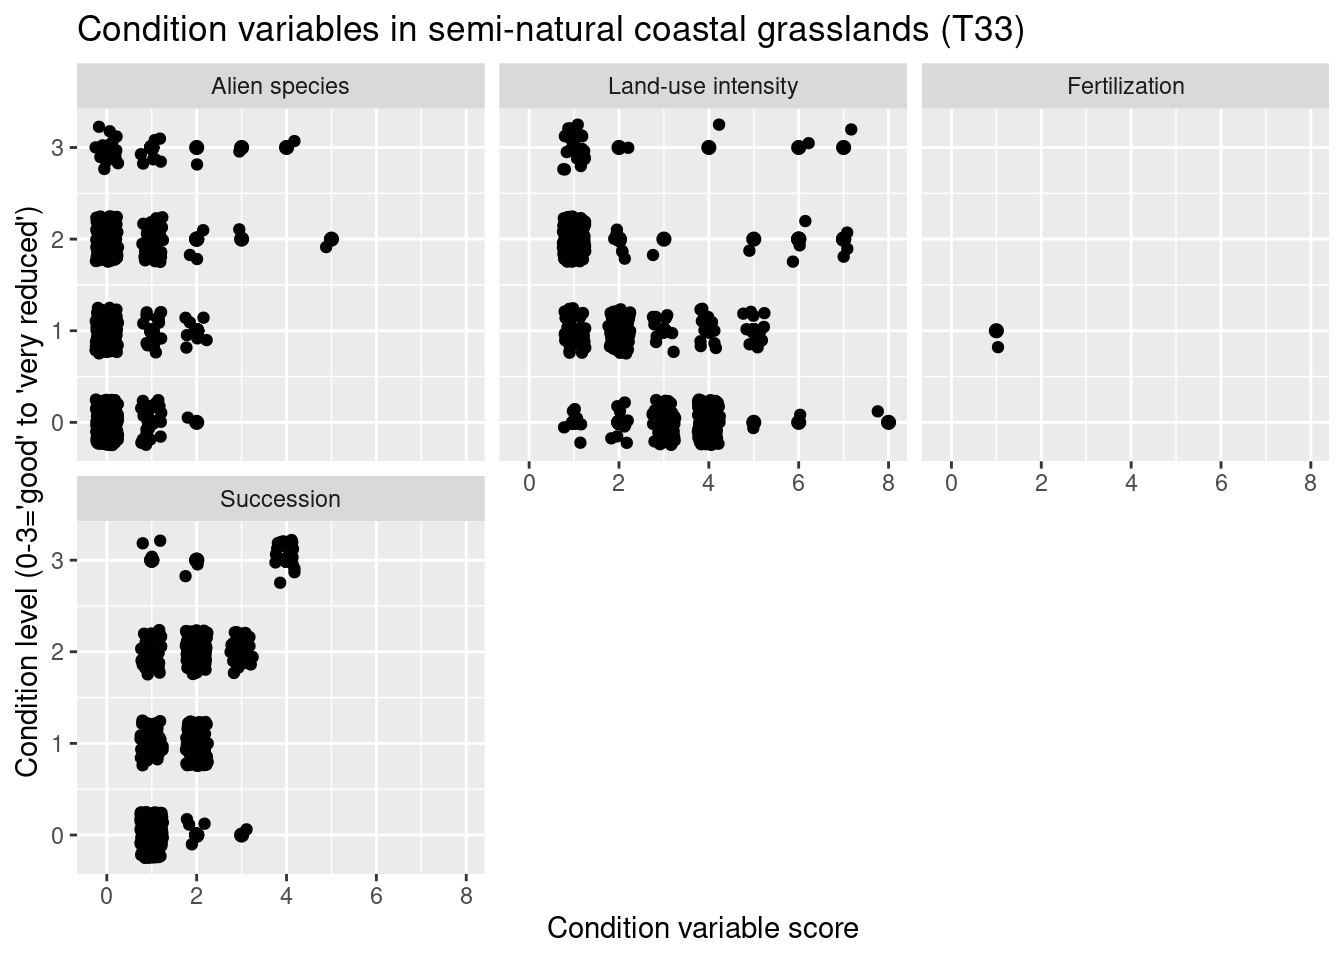 Condition variables in semi-natural coastal grasslands (T33)
Alien species
Land-use intensity
Fertilization
3
2
1
0
0 2 4 6 8
0 2 4 6 8
Succession
3
2
1
0
0 2 4 6 8
Condition level (0-3='good' to 'very reduced')
Condition variable score